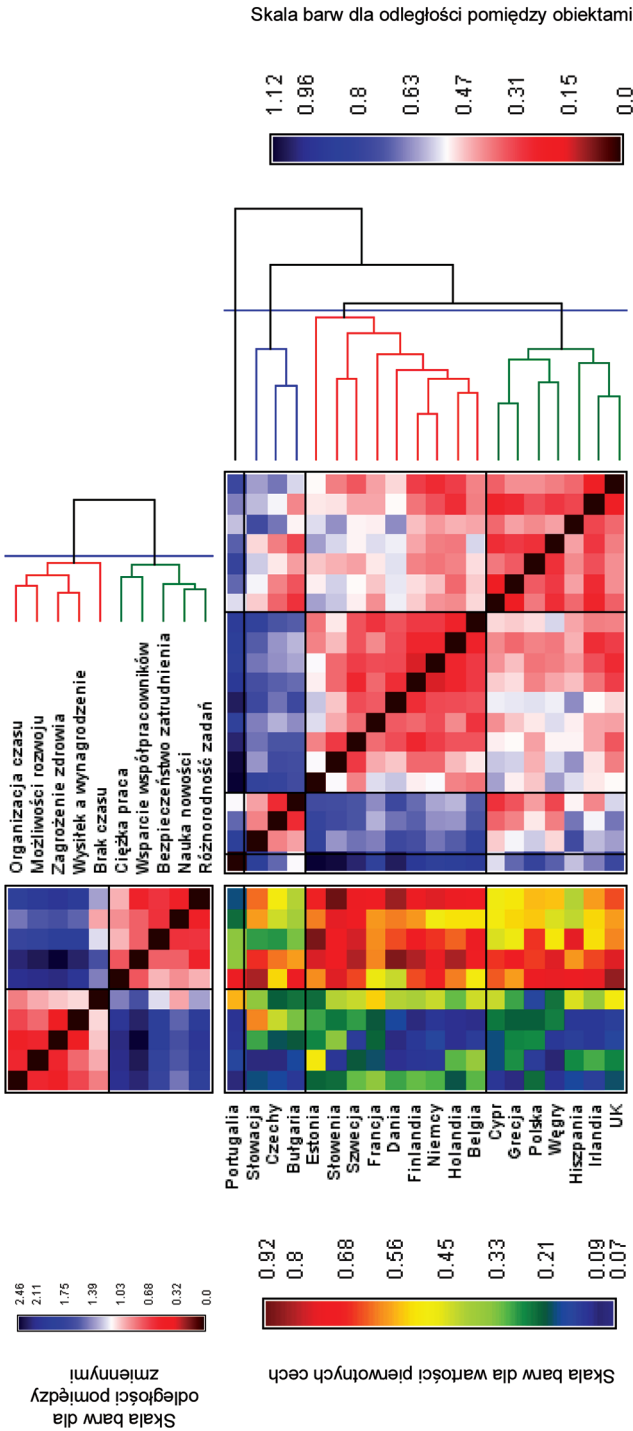 Skala barw dla odległości pomiędzy obiektami
1.12
0.96
0.8
0.63
0.47
0.31
0.15
0.0
Organizacja czasu
Możliwości rozwoju
Zagrożenie zdrowia
Wysiłek a wynagrodzenie
Brak czasu
Ciężka praca
Wsparcie współpracowników
Bezpieczeństwo zatrudnienia
Nauka nowości
Różnorodność zadań
Portugalia
Słowacja
Czechy
Bułgaria
Estonia
Słowenia
Szwecja
Francja
Dania
Finlandia
Niemcy
Holandia
Belgia
Cypr
Grecja
Polska
Węgry
Hiszpania
Irlandia
UK
2.46
2.11
1.75
1.39
1.03
0.68
0.32
0.0
Skala barw dla
odległości pomiędzy
zmiennymi
0.92
0.8
0.68
0.56
0.45
0.33
0.21
0.09
0.07
Skala barw dla wartości pierwotnych cech